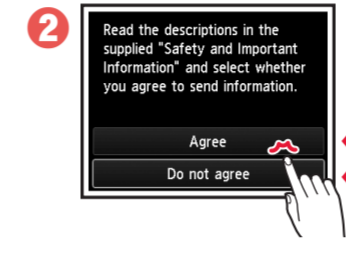 2
Read the descriptions in the
supplied "Safety and Important
Information" and select whether
you agree to send information.
Agree
Do not agree